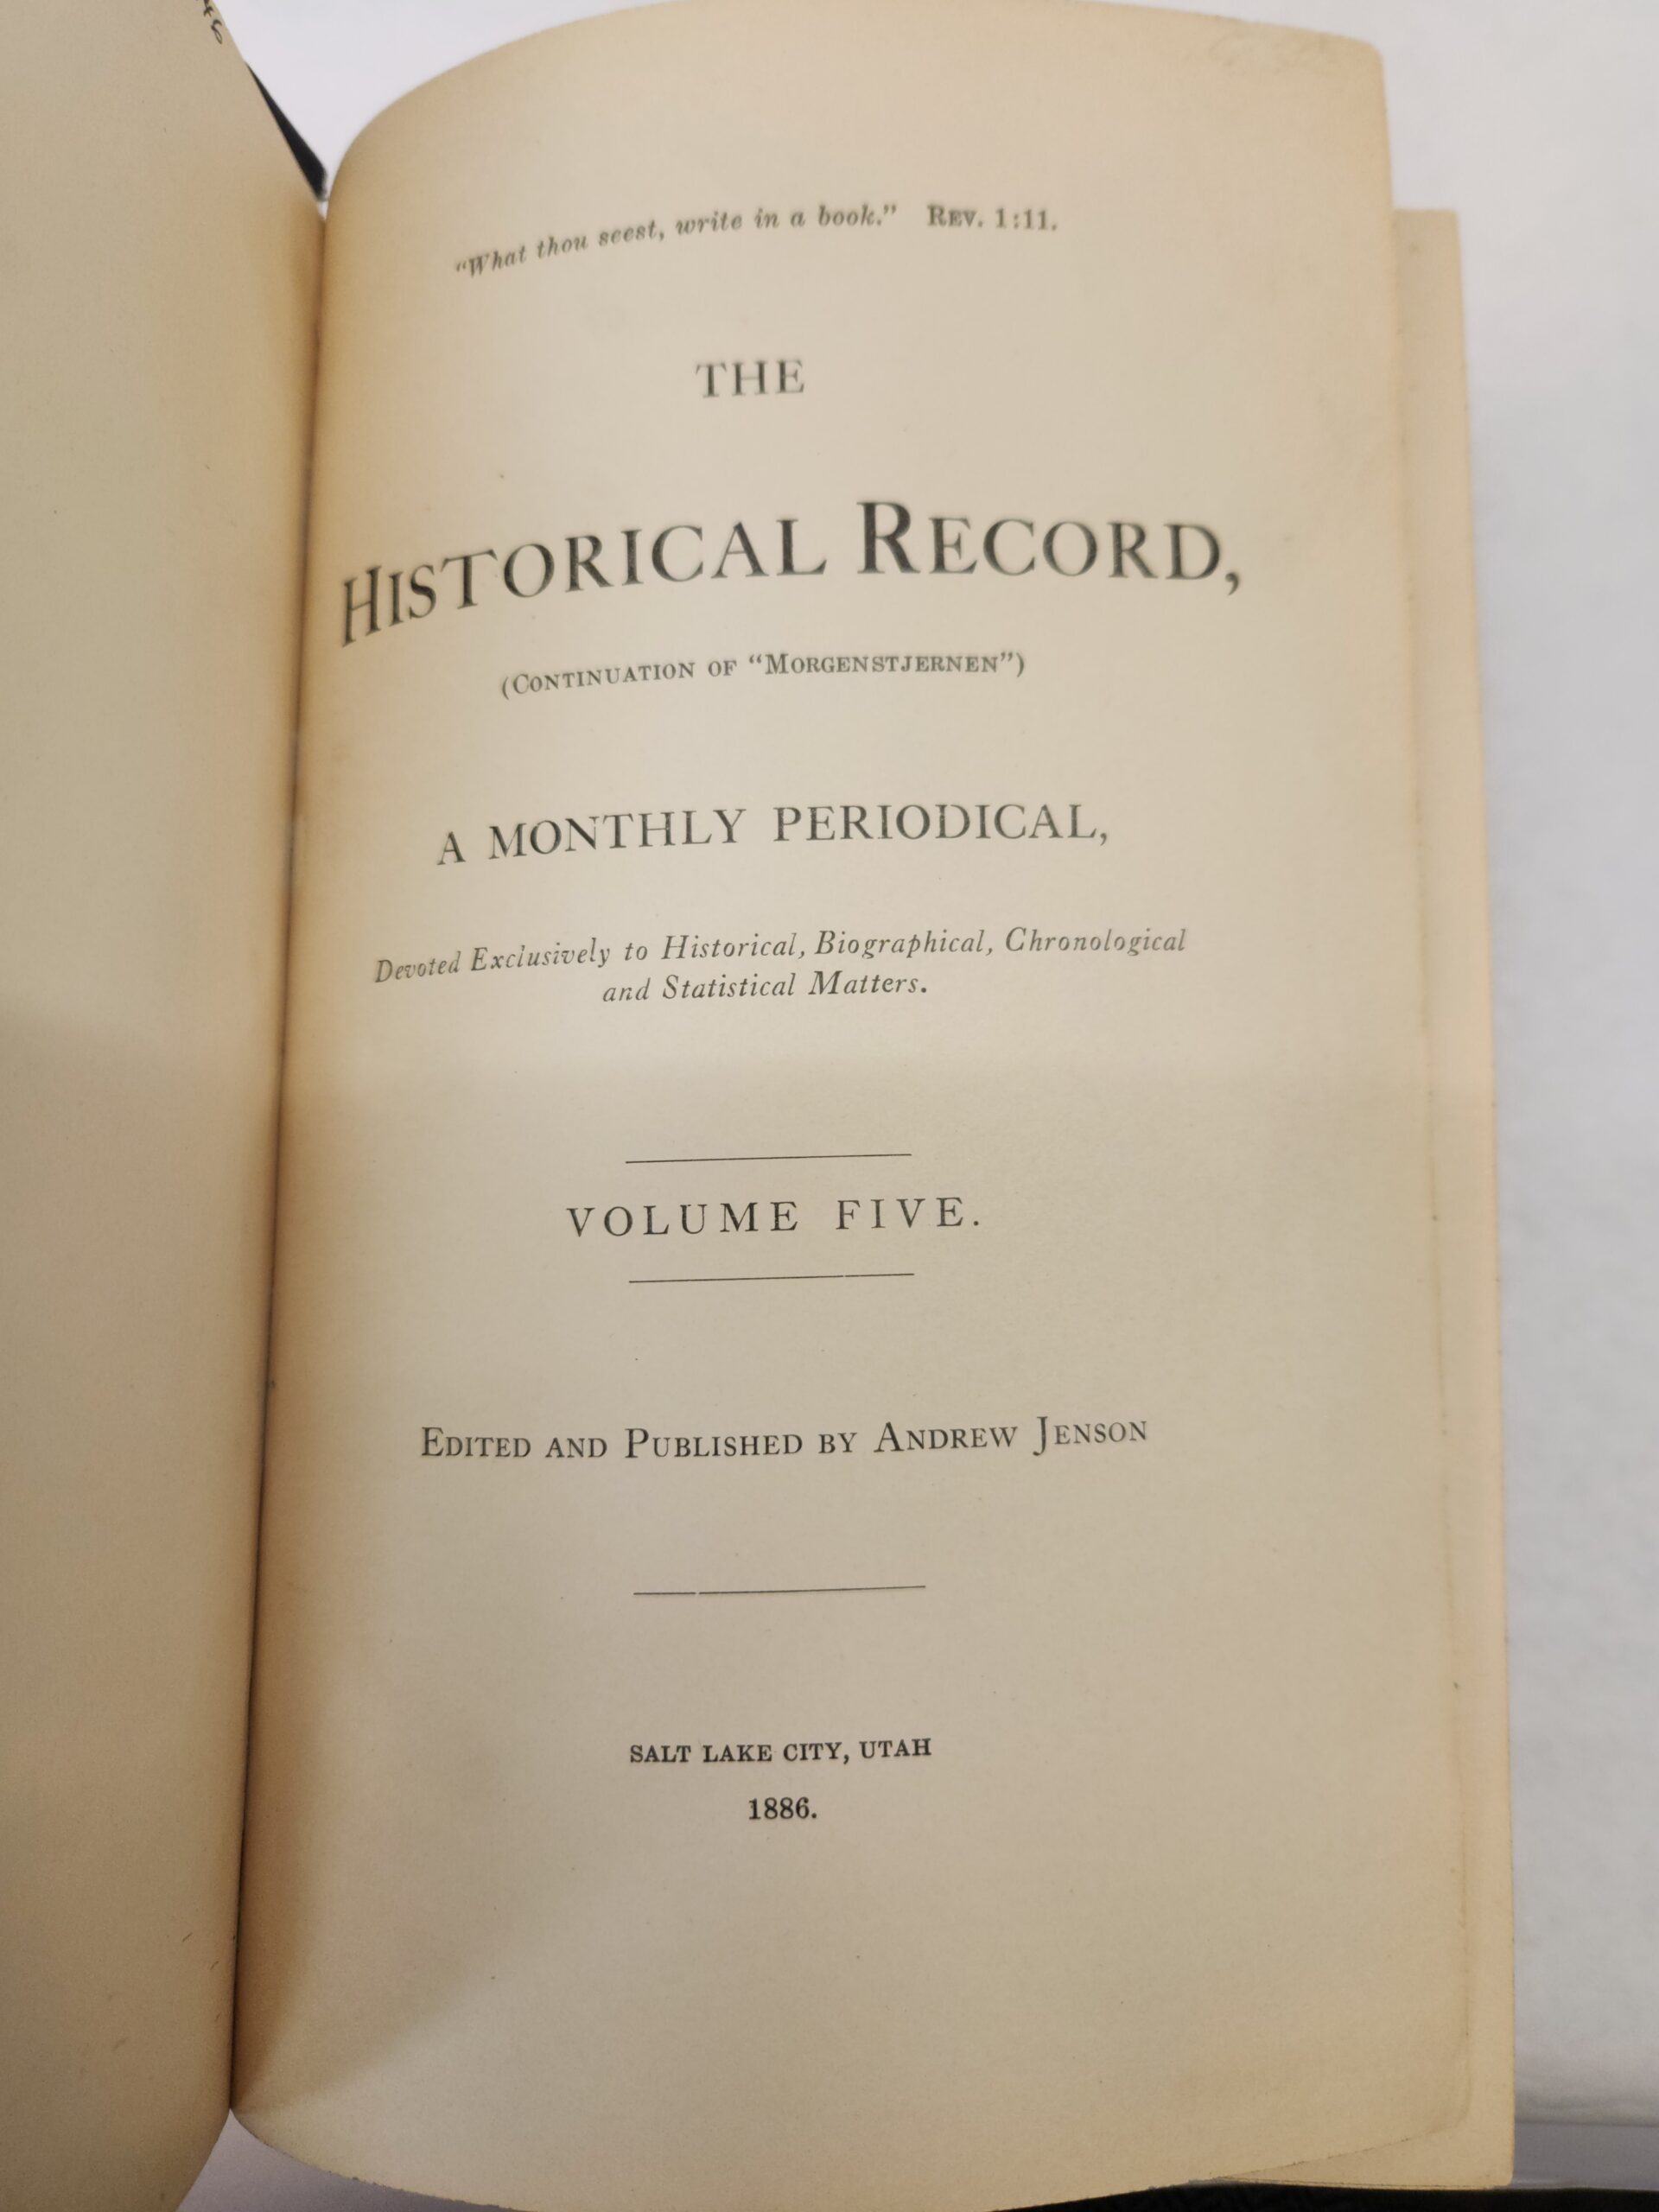 "What thou seest, write in a book." REV. 1:11.
THE
HISTORICAL RECORD,
(CONTINUATION OF "MORGENSTJERNEN")
A MONTHLY PERIODICAL,
Devoted Exclusively to Historical, Biographical, Chronological
and Statistical Matters.
VOLUME FIVE.
EDITED AND PUBLISHED BY ANDREW JENSON
SALT LAKE CITY, UTAH
1886.